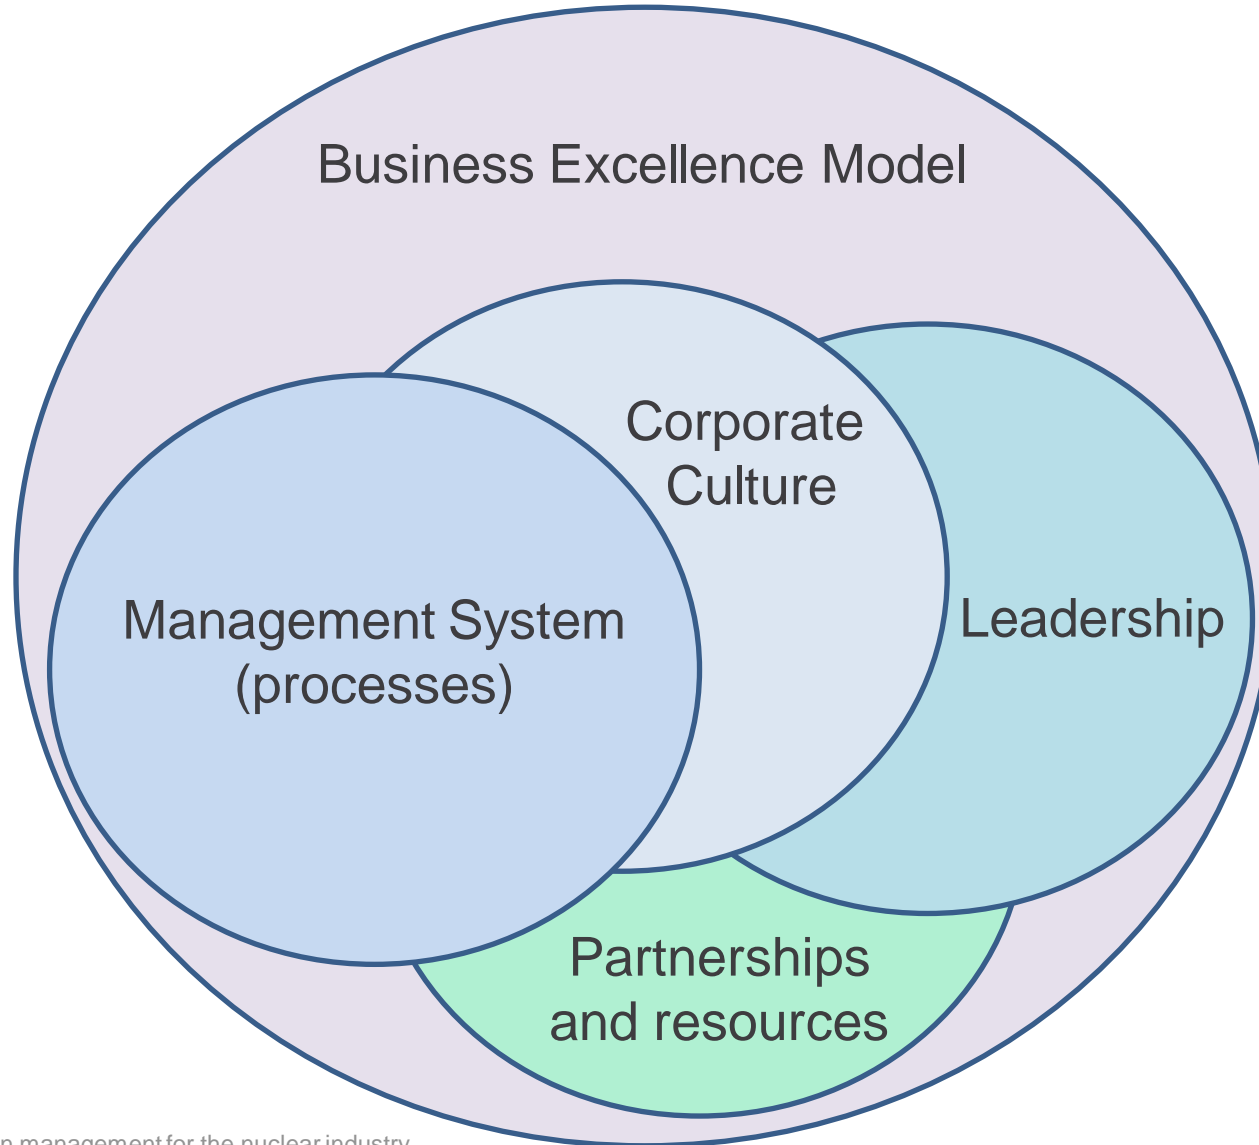 Business Excellence Model
Corporate
Culture
Management System
(processes)
Leadership
Partnerships
and resources
management for the nuclear industry